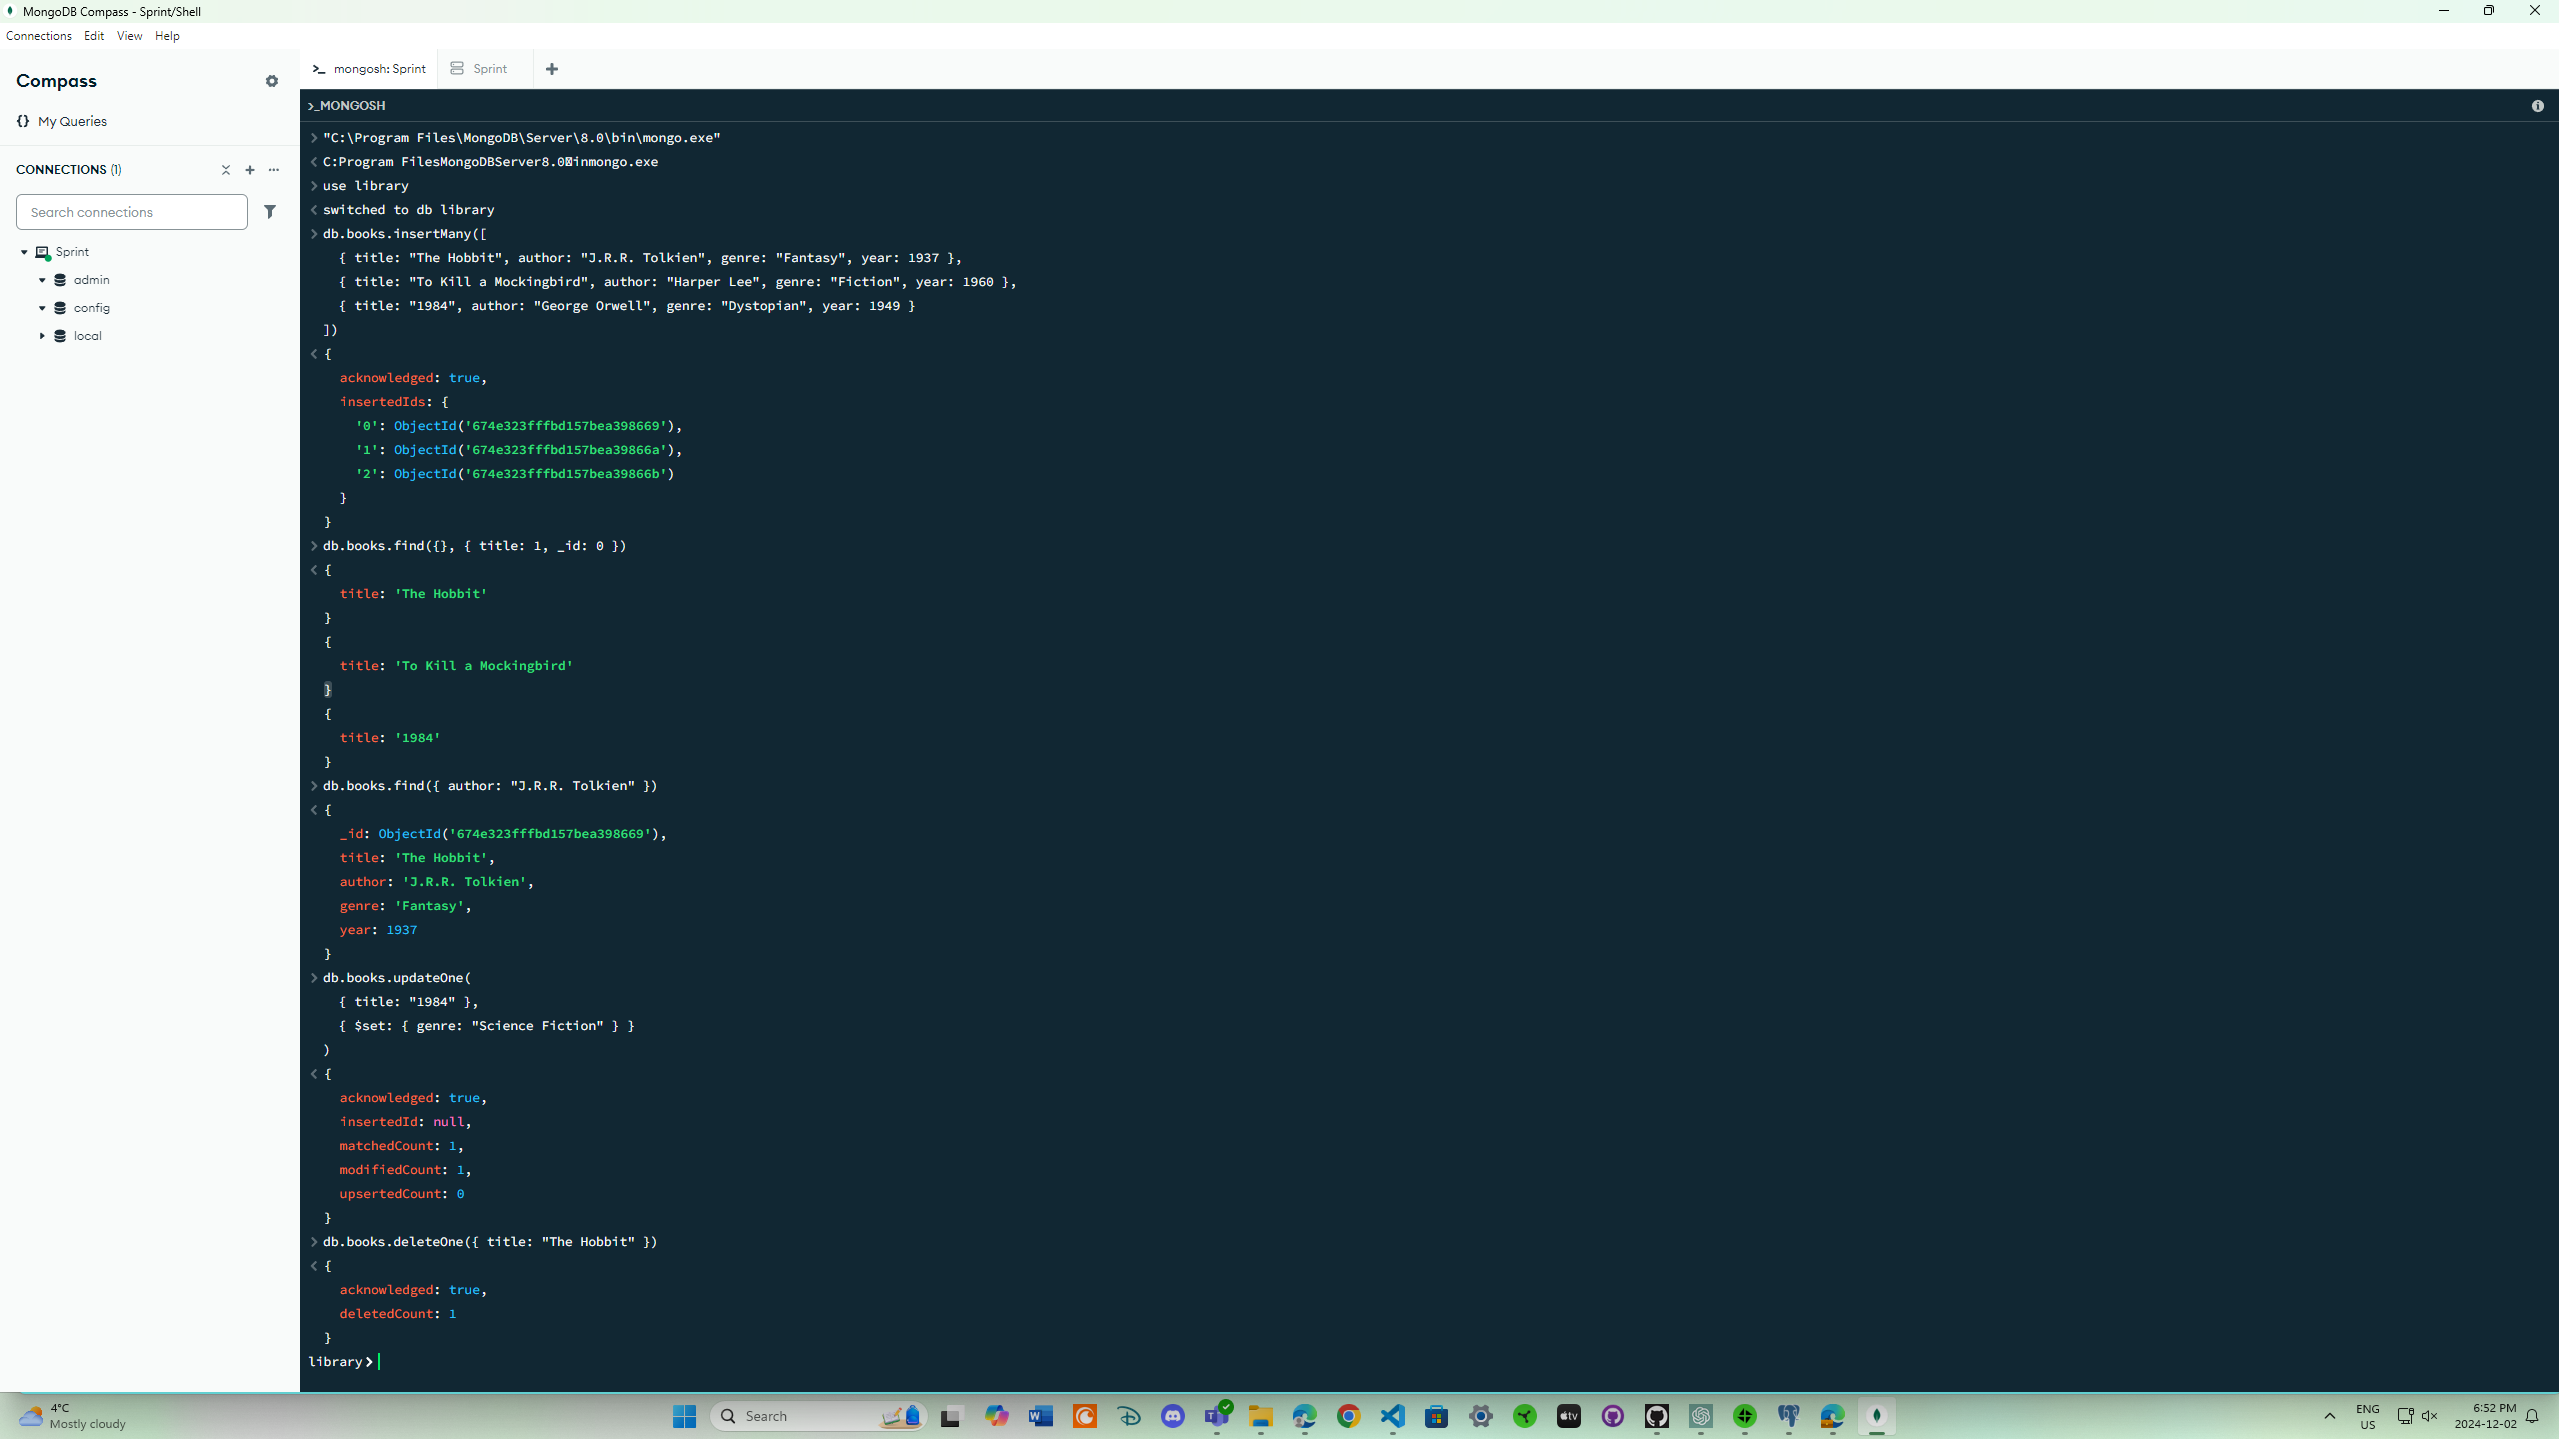 MongoDB Compass - Sprint/Shell
Connections Edit View Help
Compass
{} My Queries
CONNECTIONS (1)
Search connections
Sprint
admin
config
local
>_ mongosh: Sprint
Sprint
>_MONGOSH
"C:\Program Files\MongoDB\Server\8.0\bin\mongo.exe"
C:Program FilesMongoDBServer8.0inmongo.exe
use library
switched to db library
db.books.insertMany([
{ title: "The Hobbit", author: "J.R.R. Tolkien", genre: "Fantasy", year: 1937 },
{ title: "To Kill a Mockingbird", author: "Harper Lee", genre: "Fiction", year: 1960 },
{ title: "1984", author: "George Orwell", genre: "Dystopian", year: 1949 }
])
{
acknowledged: true,
insertedIds: {
'0': ObjectId('674e323fffbd157bea398669'),
'1': ObjectId('674e323fffbd157bea39866a'),
'2': ObjectId('674e323fffbd157bea39866b')
}
}
db.books.find({}, { title: 1, _id: 0 })
{
title: 'The Hobbit'
}
{
title: 'To Kill a Mockingbird'
}
{
title: '1984'
}
db.books.find({ author: "J.R.R. Tolkien" })
{
_id: ObjectId('674e323fffbd157bea398669'),
title: 'The Hobbit',
author: 'J.R.R. Tolkien',
genre: 'Fantasy',
year: 1937
}
db.books.updateOne(
{ title: "1984" },
{ $set: { genre: "Science Fiction" } }
)
{
acknowledged: true,
insertedId: null,
matchedCount: 1,
modifiedCount: 1,
upsertedCount: 0
}
db.books.deleteOne({ title: "The Hobbit" })
{
acknowledged: true,
deletedCount: 1
}
library>
4°C
Mostly cloudy
Search
tv
ENG
US
6:52 PM
2024-12-02